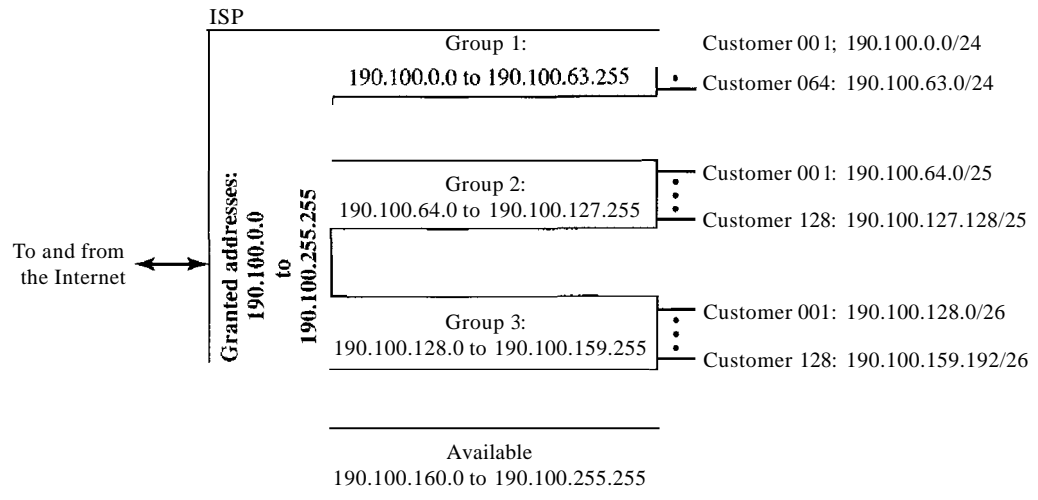 ISP
Group 1:
190.100.0.0 to 190.100.63.255
Customer 001; 190.100.0.0/24
Customer 064: 190.100.63.0/24
Group 2:
190.100.64.0 to 190.100.127.255
Customer 001: 190.100.64.0/25
Customer 128: 190.100.127.128/25
To and from
the Internet
Granted addresses:
190.100.0.0
to
190.100.255.255
Group 3:
190.100.128.0 to 190.100.159.255
Customer 001: 190.100.128.0/26
Customer 128: 190.100.159.192/26
Available
190.100.160.0 to 190.100.255.255